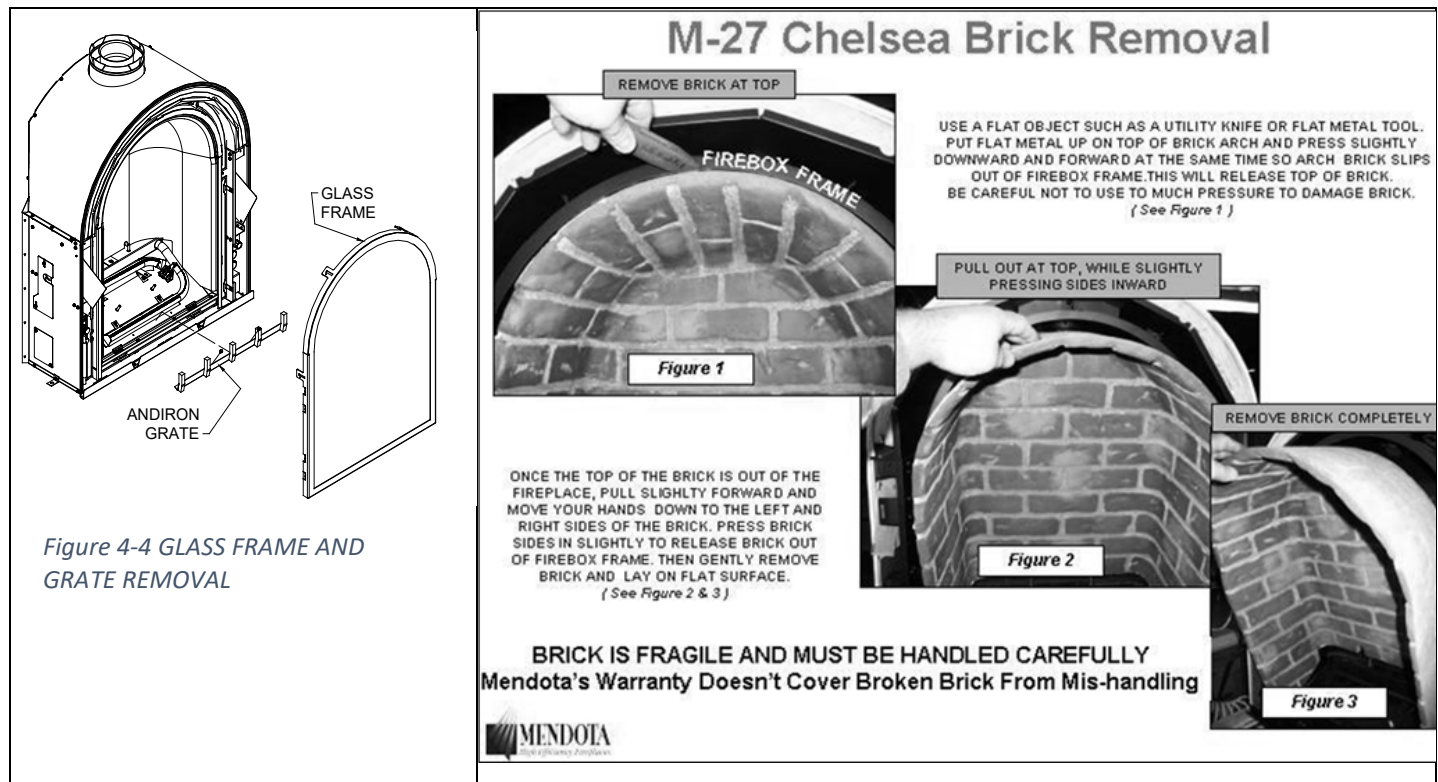 GLASS
FRAME
ANDIRON
GRATE
Figure 4-4 GLASS FRAME AND
GRATE REMOVAL
M-27 Chelsea Brick Removal
REMOVE BRICK AT TOP
FIREBOX FRAME
Figure 1
USE A FLAT OBJECT SUCH AS A UTILITY KNIFE OR FLAT METAL TOOL.
PUT FLAT METAL UP ON TOP OF BRICK ARCH AND PRESS SLIGHTLY
DOWNWARD AND FORWARD AT THE SAME TIME SO ARCH BRICK SLIPS
OUT OF FIREBOX FRAME.THIS WILL RELEASE TOP OF BRICK.
BE CAREFUL NOT TO USE TO MUCH PRESSURE TO DAMAGE BRICK.
( See Figure 1 )
PULL OUT AT TOP, WHILE SLIGHTLY
PRESSING SIDES INWARD
Figure 2
REMOVE BRICK COMPLETELY
Figure 3
ONCE THE TOP OF THE BRICK IS OUT OF THE
FIREPLACE, PULL SLIGHLTY FORWARD AND
MOVE YOUR HANDS DOWN TO THE LEFT AND
RIGHT SIDES OF THE BRICK. PRESS BRICK
SIDES IN SLIGHTLY TO RELEASE BRICK OUT
OF FIREBOX FRAME. THEN GENTLY REMOVE
BRICK AND LAY ON FLAT SURFACE.
( See Figure 2 & 3 )
BRICK IS FRAGILE AND MUST BE HANDLED CAREFULLY
Mendota's Warranty Doesn't Cover Broken Brick From Mis-handling
MENDOTA
High Efficiency Fireplaces